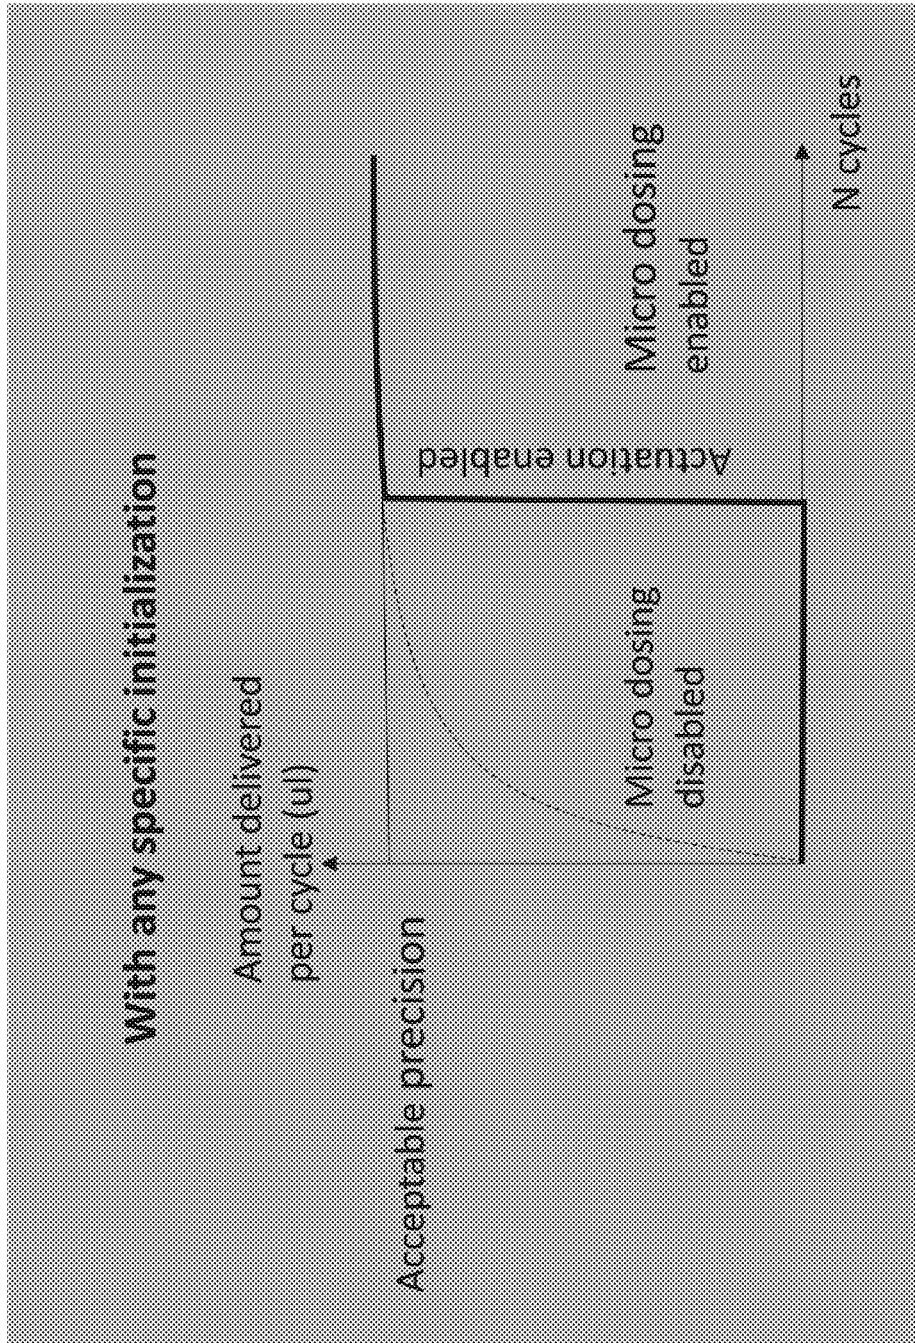 With any specific initialization
Amount delivered
per cycle (ul)
Acceptable precision
Micro dosing
disabled
Actuation enabled
Micro dosing
enabled
N cycles